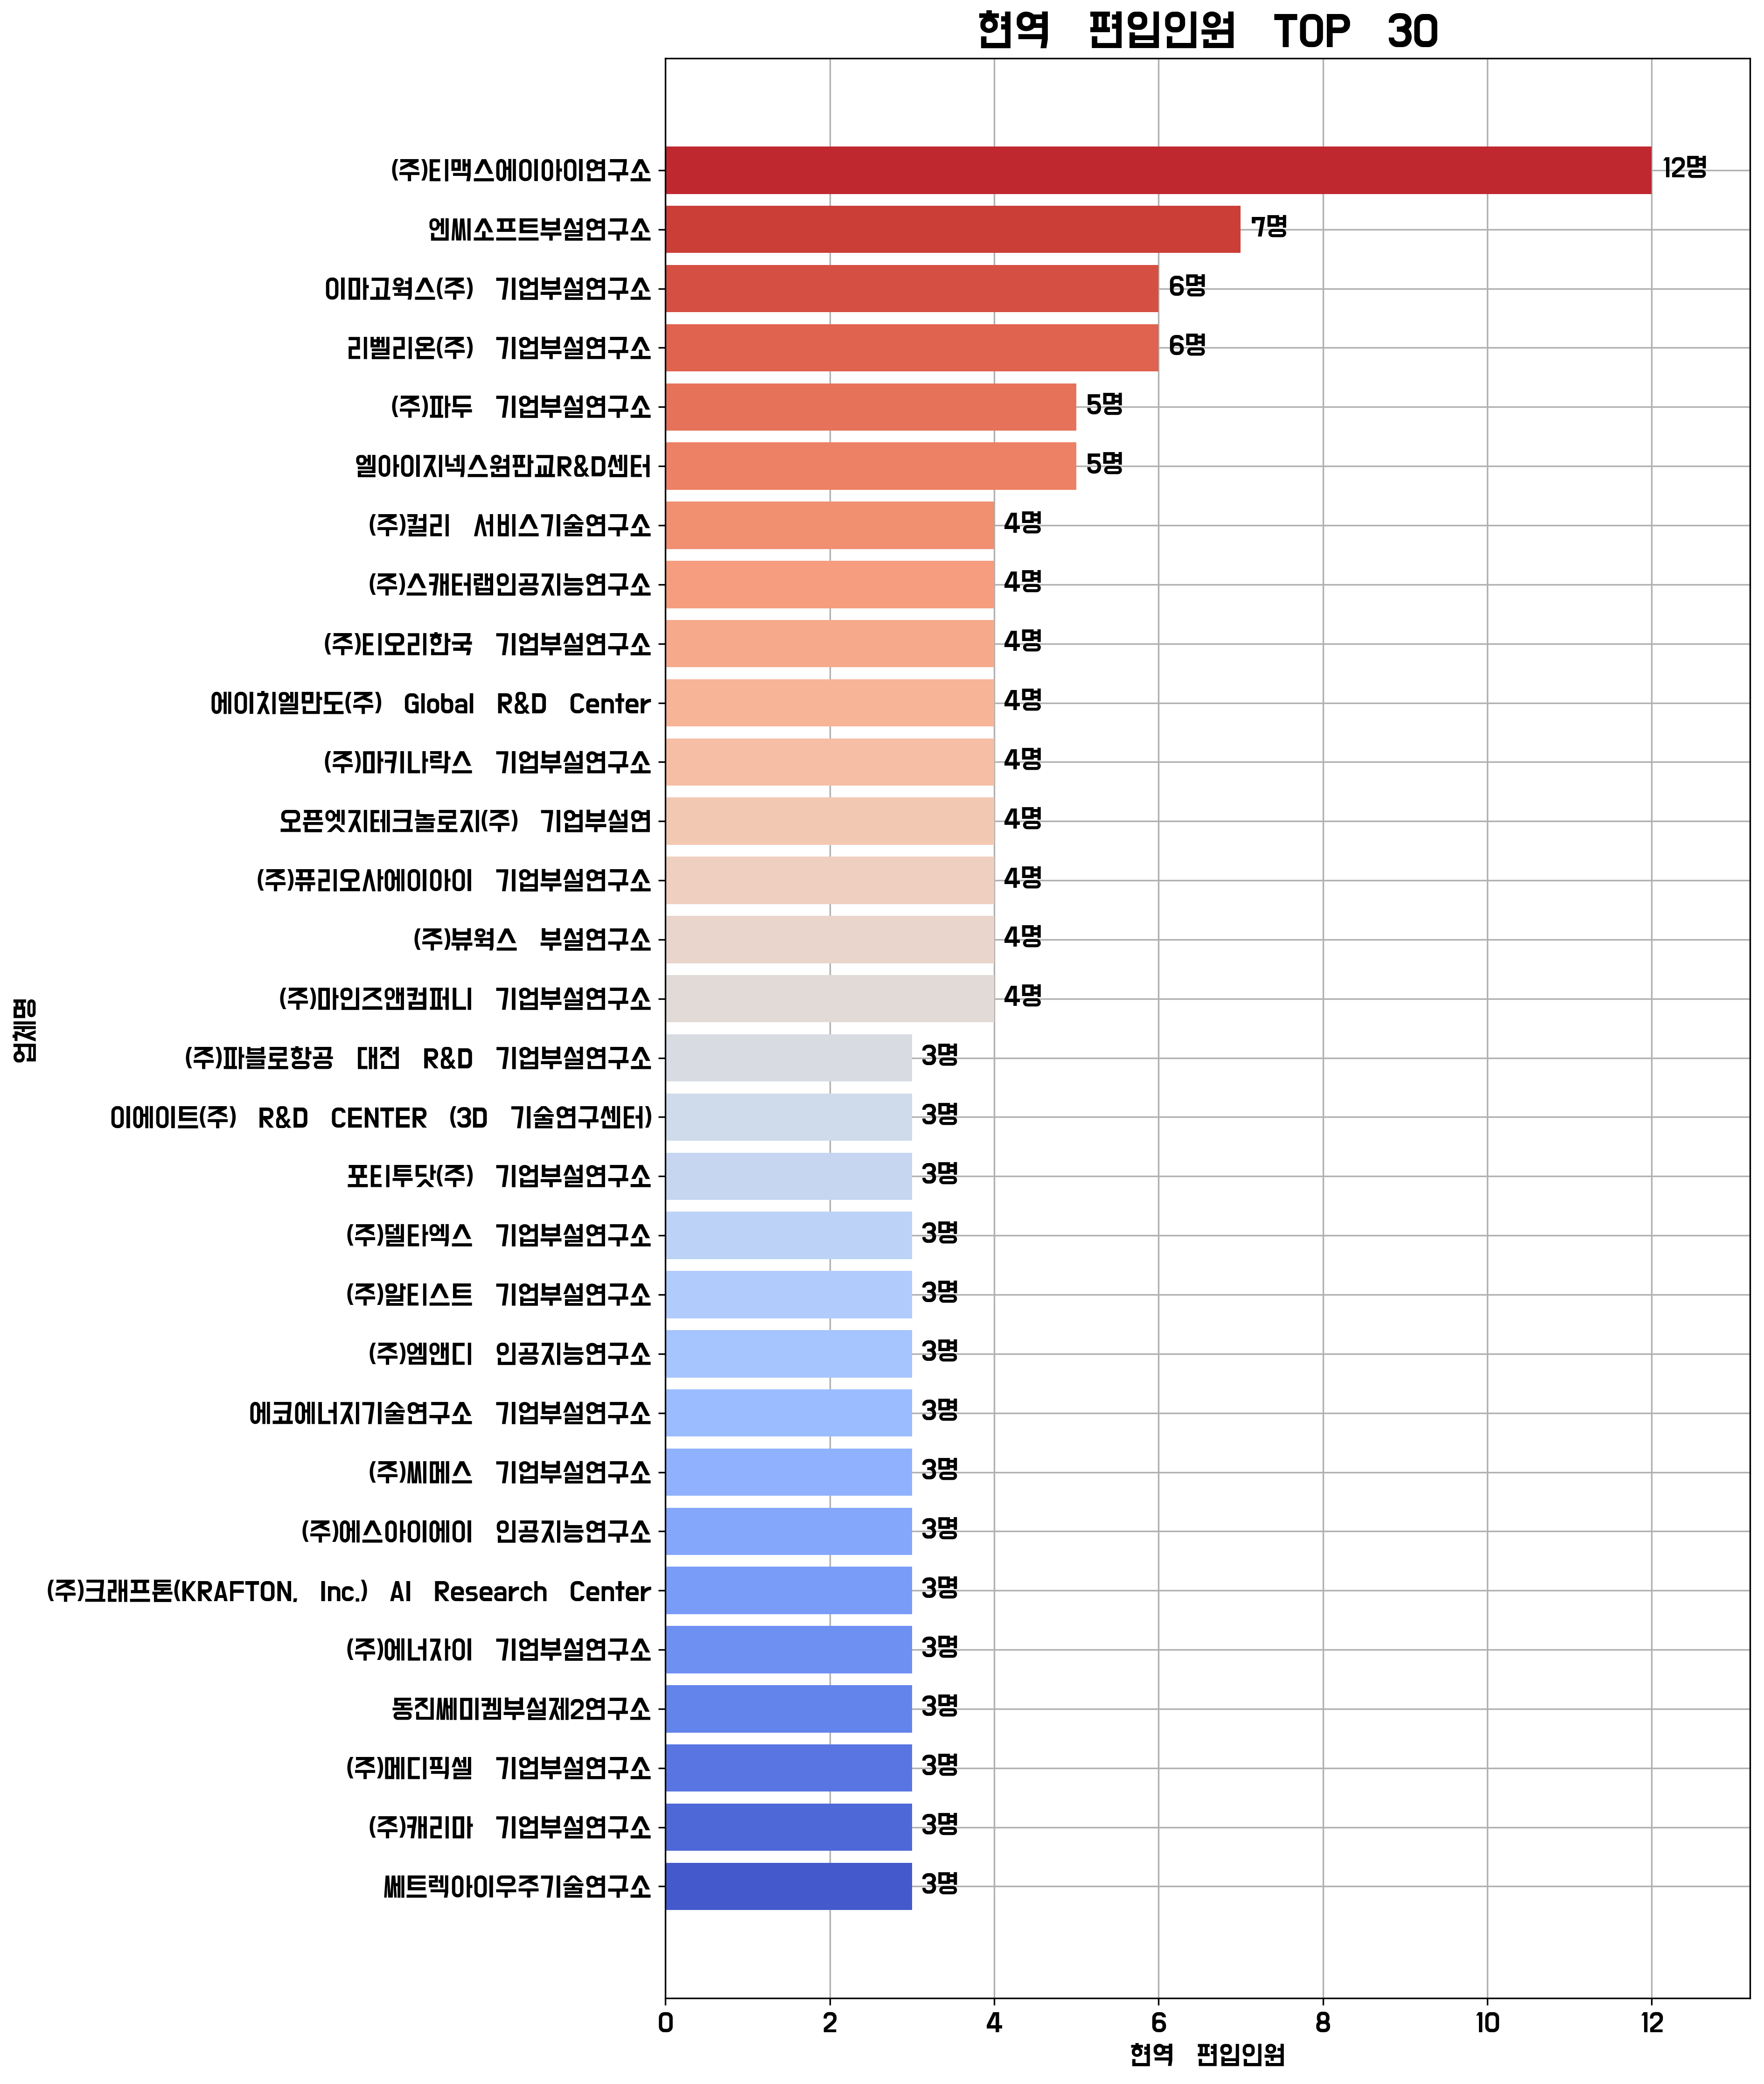 현역 편입인원 TOP 30
(주)티맥스에이아이연구소 12명
엔씨소프트부설연구소 7명
이마고웍스(주) 기업부설연구소 6명
리벨리온(주) 기업부설연구소 6명
(주)파두 기업부설연구소 5명
엘아이지넥스원판교R&D센터 5명
(주)컬리 서비스기술연구소 4명
(주)스캐터랩인공지능연구소 4명
(주)티오리한국 기업부설연구소 4명
에이치엘만도(주) Global R&D Center 4명
(주)마키나락스 기업부설연구소 4명
오픈엣지테크놀로지(주) 기업부설연 4명
(주)퓨리오사에이아이 기업부설연구소 4명
(주)뷰웍스 부설연구소 4명
(주)마인즈앤컴퍼니 기업부설연구소 4명
(주)파블로항공 대전 R&D 기업부설연구소 3명
이에이트(주) R&D CENTER (3D 기술연구센터) 3명
포티투닷(주) 기업부설연구소 3명
(주)델타엑스 기업부설연구소 3명
(주)알티스트 기업부설연구소 3명
(주)엠앤디 인공지능연구소 3명
에코에너지기술연구소 기업부설연구소 3명
(주)씨메스 기업부설연구소 3명
(주)에스아이에이 인공지능연구소 3명
(주)크래프톤(KRAFTON, Inc.) AI Research Center 3명
(주)에너자이 기업부설연구소 3명
동진쎄미켐부설제2연구소 3명
(주)메디픽셀 기업부설연구소 3명
(주)캐리마 기업부설연구소 3명
쎄트렉아이우주기술연구소 3명
업체명
0 2 4 6 8 10 12
현역 편입인원